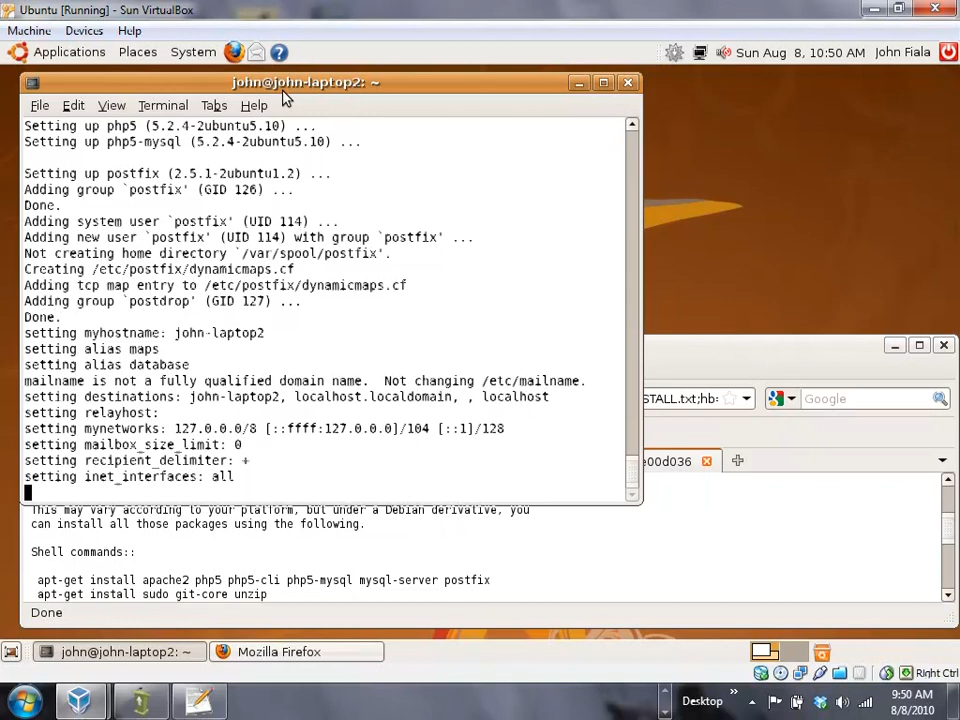 Ubuntu [Running] - Sun VirtualBox
Machine Devices Help
Applications Places System Sun Aug 8, 10:50 AM John Fiala
john@john-laptop2: ~
File Edit View Terminal Tabs Help
Setting up php5 (5.2.4-2ubuntu5.10) ...
Setting up php5-mysql (5.2.4-2ubuntu5.10) ...
Setting up postfix (2.5.1-2ubuntu1.2) ...
Adding group `postfix' (GID 126) ...
Done.
Adding system user `postfix' (UID 114) ...
Adding new user `postfix' (UID 114) with group `postfix' ...
Not creating home directory `/var/spool/postfix'.
Creating /etc/postfix/dynamicmaps.cf
Adding tcp map entry to /etc/postfix/dynamicmaps.cf
Adding group `postdrop' (GID 127) ...
Done.
setting myhostname: john-laptop2
setting alias maps
setting alias database
mailname is not a fully qualified domain name.  Not changing /etc/mailname.
setting destinations: john-laptop2, localhost.localdomain, , localhost
setting relayhost:
setting mynetworks: 127.0.0.0/8 [::ffff:127.0.0.0]/104 [::1]/128
setting mailbox_size_limit: 0
setting recipient_delimiter: +
setting inet_interfaces: all
STALL.txt;hb: Google
e00d036
This may vary according to your platform, but under a Debian derivative, you
can install all those packages using the following.
Shell commands::
apt-get install apache2 php5 php5-cli php5-mysql mysql-server postfix
apt-get install sudo git-core unzip
Done
john@john-laptop2: ~ Mozilla Firefox
Right Ctrl
Desktop » 9:50 AM
8/8/2010